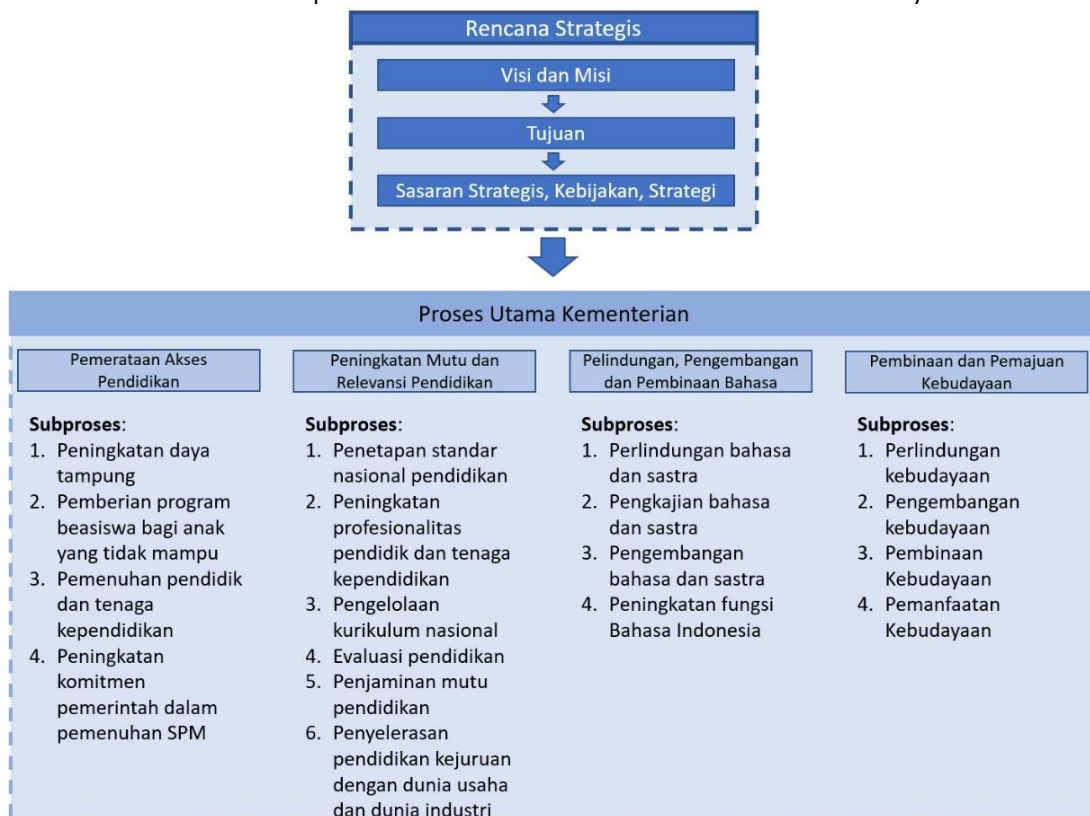 Rencana Strategis
Visi dan Misi
Tujuan
Sasaran Strategis, Kebijakan, Strategi
Proses Utama Kementerian
Pemerataan Akses
Pendidikan
Subproses:
1. Peningkatan daya
tampung
2. Pemberian program
beasiswa bagi anak
yang tidak mampu
3. Pemenuhan pendidik
dan tenaga
kependidikan
4. Peningkatan
komitmen
pemerintah dalam
pemenuhan SPM
Peningkatan Mutu dan
Relevansi Pendidikan
Subproses:
1. Penetapan standar
nasional pendidikan
2. Peningkatan
profesionalitas
pendidik dan tenaga
kependidikan
3. Pengelolaan
kurikulum nasional
4. Evaluasi pendidikan
5. Penjaminan mutu
pendidikan
6. Penyelerasan
pendidikan kejuruan
dengan dunia usaha
dan dunia industri
Pelindungan, Pengembangan
dan Pembinaan Bahasa
Subproses:
1. Perlindungan bahasa
dan sastra
2. Pengkajian bahasa
dan sastra
3. Pengembangan
bahasa dan sastra
4. Peningkatan fungsi
Bahasa Indonesia
Pembinaan dan Pemajuan
Kebudayaan
Subproses:
1. Perlindungan
kebudayaan
2. Pengembangan
kebudayaan
3. Pembinaan
Kebudayaan
4. Pemanfaatan
Kebudayaan